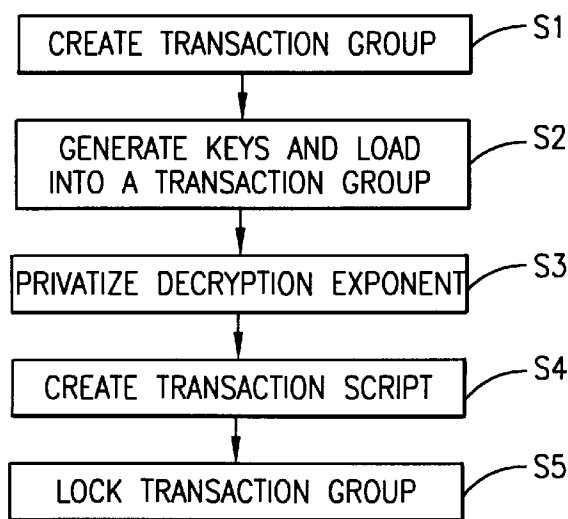 CREATE TRANSACTION GROUP
S1
GENERATE KEYS AND LOAD
INTO A TRANSACTION GROUP
S2
PRIVATIZE DECRYPTION EXPONENT
S3
CREATE TRANSACTION SCRIPT
S4
LOCK TRANSACTION GROUP
S5